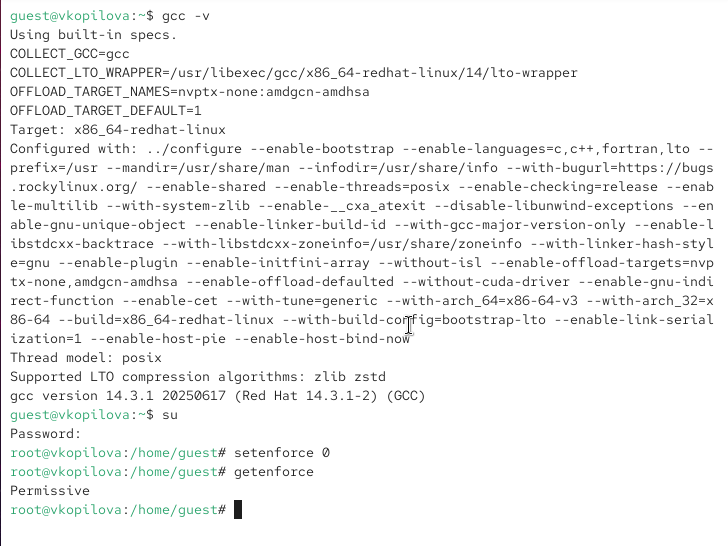 guest@vkopilova:~$ gcc -v
Using built-in specs.
COLLECT_GCC=gcc
COLLECT_LTO_WRAPPER=/usr/libexec/gcc/x86_64-redhat-linux/14/lto-wrapper
OFFLOAD_TARGET_NAMES=nvptx-none:amdgcn-amdhsa
OFFLOAD_TARGET_DEFAULT=1
Target: x86_64-redhat-linux
Configured with: ../configure --enable-bootstrap --enable-languages=c,c++,fortran,lto --
prefix=/usr --mandir=/usr/share/man --infodir=/usr/share/info --with-bugurl=https://bugs
.rockylinux.org/ --enable-shared --enable-threads=posix --enable-checking=release --enab
le-multilib --with-system-zlib --enable-__cxa_atexit --disable-libunwind-exceptions --en
able-gnu-unique-object --enable-linker-build-id --with-gcc-major-version-only --enable-l
ibstdcxx-backtrace --with-libstdcxx-zoneinfo=/usr/share/zoneinfo --with-linker-hash-styl
e=gnu --enable-plugin --enable-initfini-array --without-isl --enable-offload-targets=nvp
tx-none,amdgcn-amdhsa --enable-offload-defaulted --without-cuda-driver --enable-gnu-indi
rect-function --enable-cet --with-tune=generic --with-arch_64=x86-64-v3 --with-arch_32=x
86-64 --build=x86_64-redhat-linux --with-build-config=bootstrap-lto --enable-link-serial
ization=1 --enable-host-pie --enable-host-bind-now
Thread model: posix
Supported LTO compression algorithms: zlib zstd
gcc version 14.3.1 20250617 (Red Hat 14.3.1-2) (GCC)
guest@vkopilova:~$ su
Password:
root@vkopilova:/home/guest# setenforce 0
root@vkopilova:/home/guest# getenforce
Permissive
root@vkopilova:/home/guest#